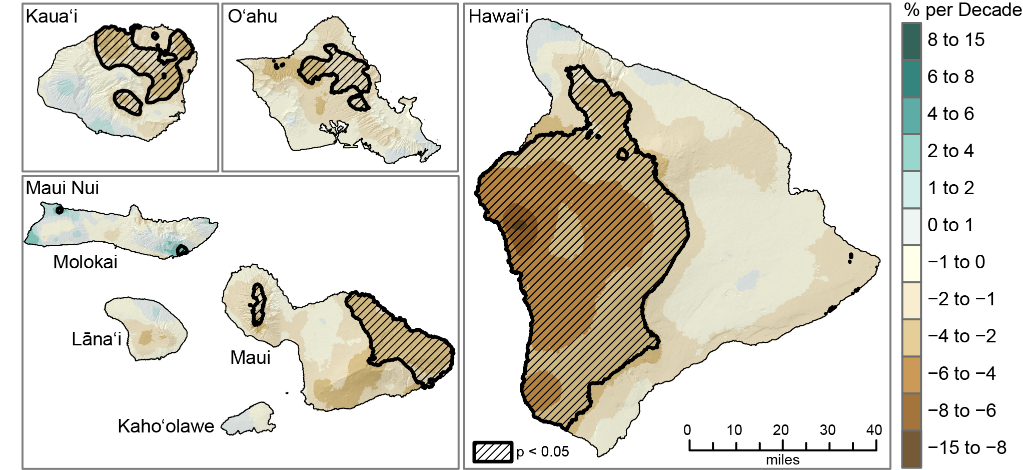 Kauaʻi
Oʻahu
Hawaiʻi
% per Decade
8 to 15
6 to 8
4 to 6
2 to 4
1 to 2
0 to 1
−1 to 0
−2 to −1
−4 to −2
−6 to −4
−8 to −6
−15 to −8
Maui Nui
Molokai
Lānaʻi
Maui
Kahoʻolawe
p < 0.05
0 10 20 30 40
miles